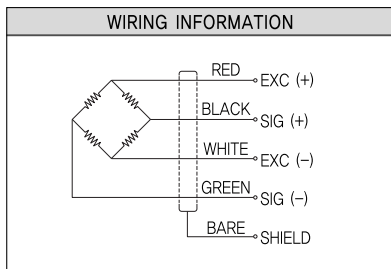 WIRING INFORMATION
RED EXC (+)
BLACK SIG (+)
WHITE EXC (-)
GREEN SIG (-)
BARE SHIELD